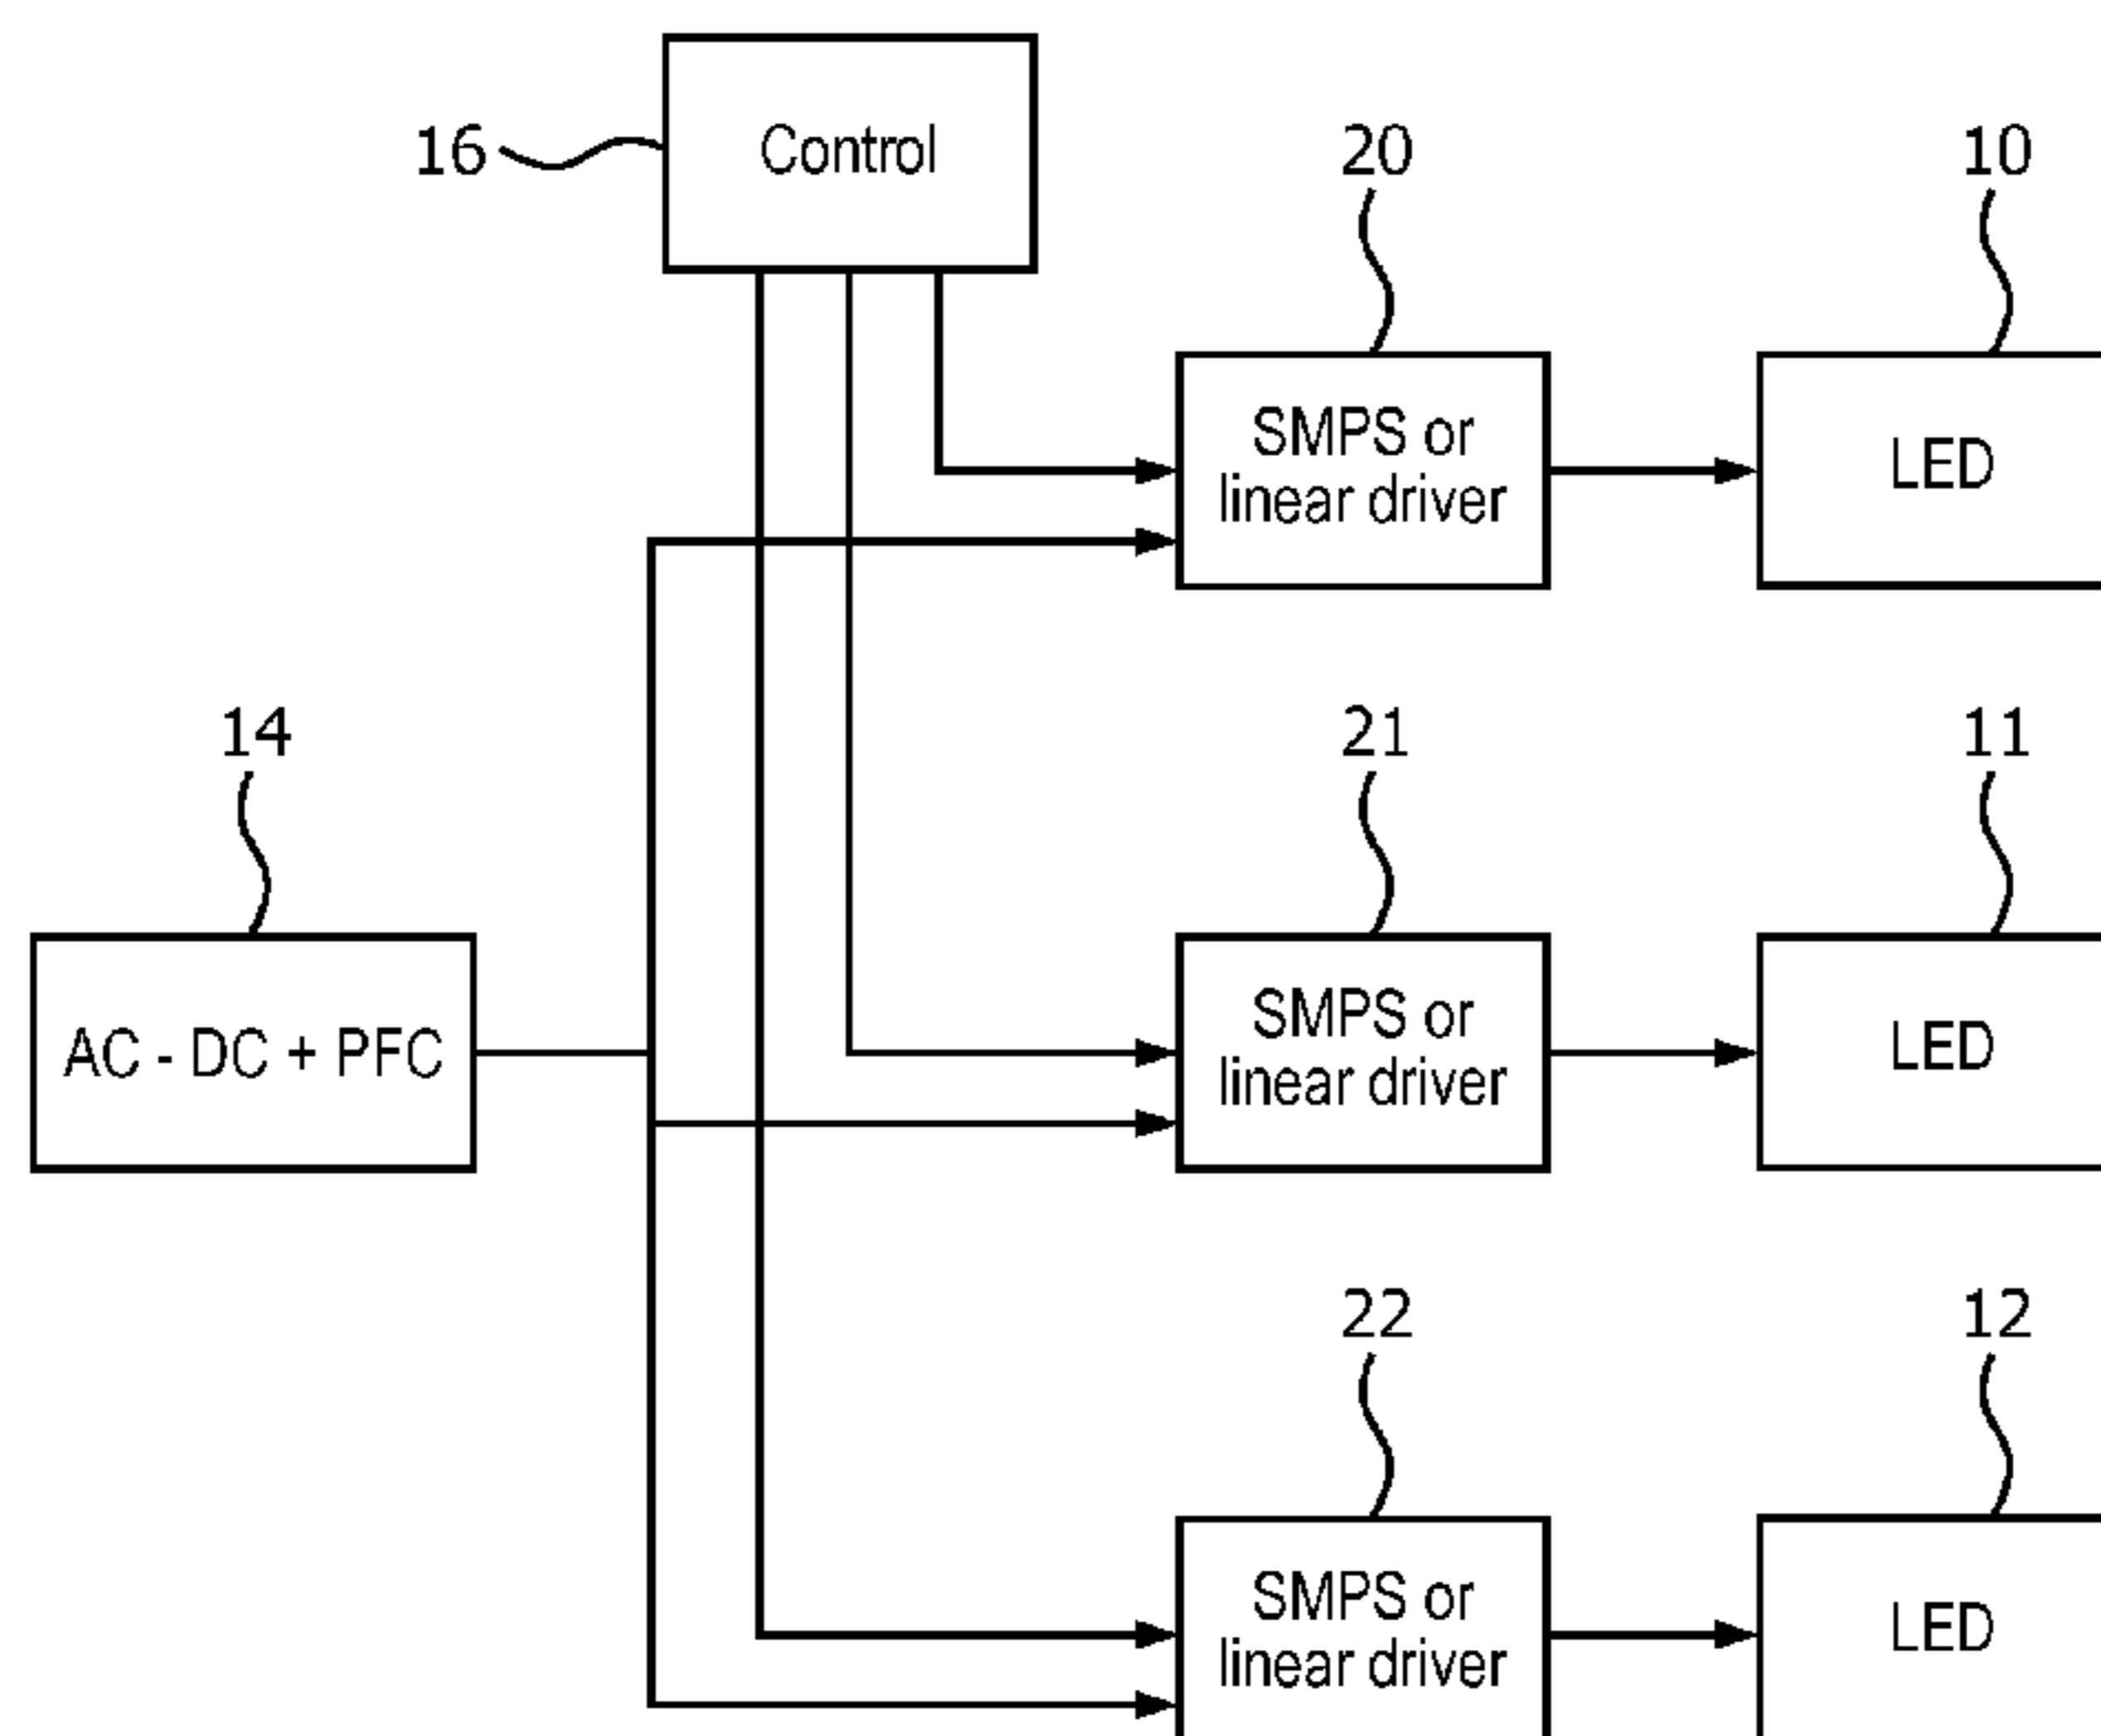 16
Control
20
10
SMPS or
linear driver
LED
14
21
11
AC - DC + PFC
SMPS or
linear driver
LED
22
12
SMPS or
linear driver
LED